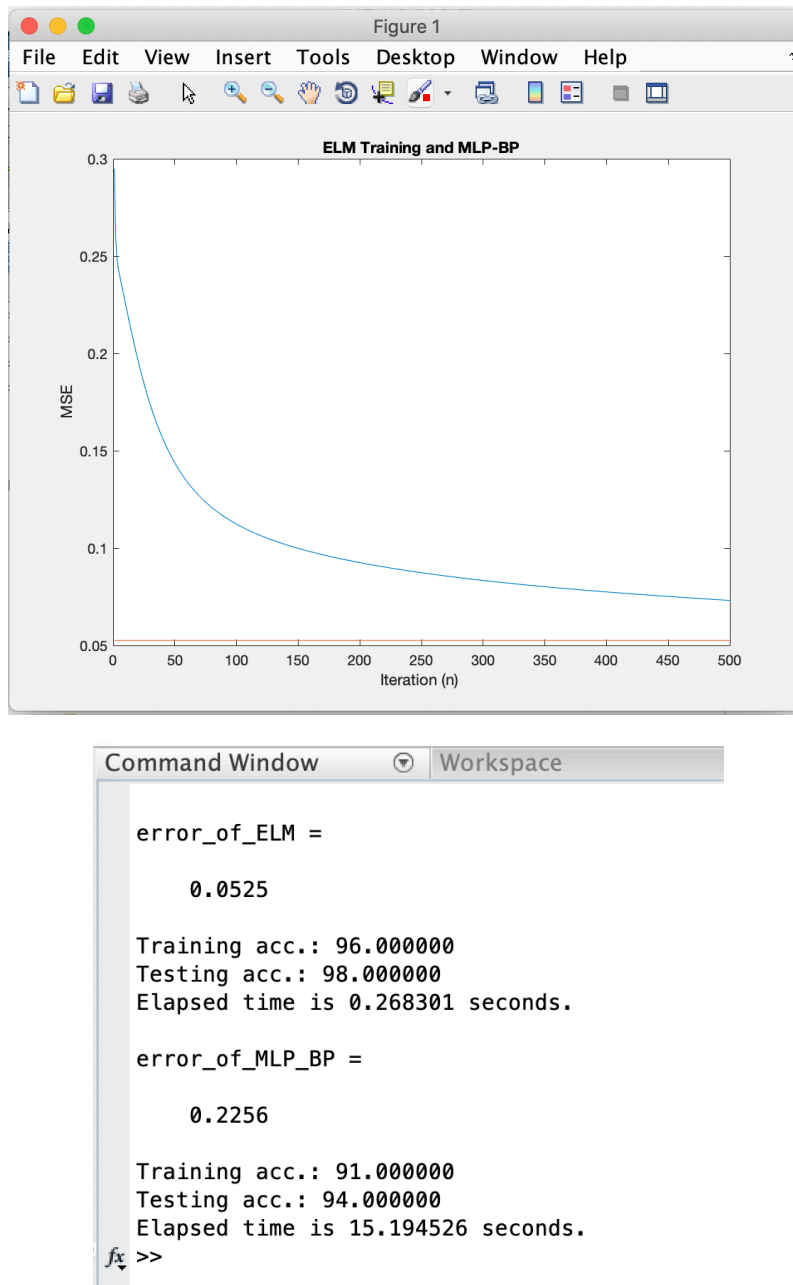 Figure 1
File Edit View Insert Tools Desktop Window Help
ELM Training and MLP-BP
0.3
0.25
0.2
0.15
0.1
0.05
MSE
0 50 100 150 200 250 300 350 400 450 500
Iteration (n)
Command Window Workspace
error_of_ELM =
0.0525
Training acc.: 96.000000
Testing acc.: 98.000000
Elapsed time is 0.268301 seconds.
error_of_MLP_BP =
0.2256
Training acc.: 91.000000
Testing acc.: 94.000000
Elapsed time is 15.194526 seconds.
fx >>